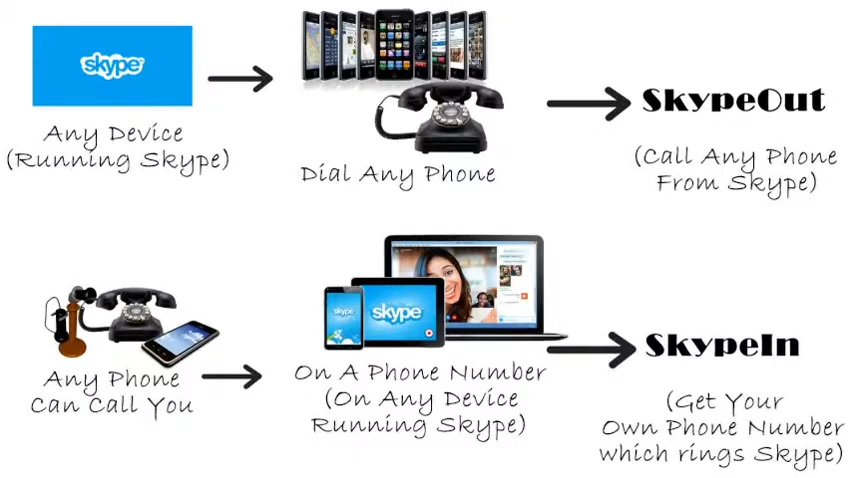 skype
Any Device
(Running Skype)
Dial Any Phone
SkypeOut
(Call Any Phone
From Skype)
Any Phone
Can Call You
skype
On A Phone Number
(On Any Device
Running Skype)
SkypeIn
(Get Your
Own Phone Number
which rings Skype)